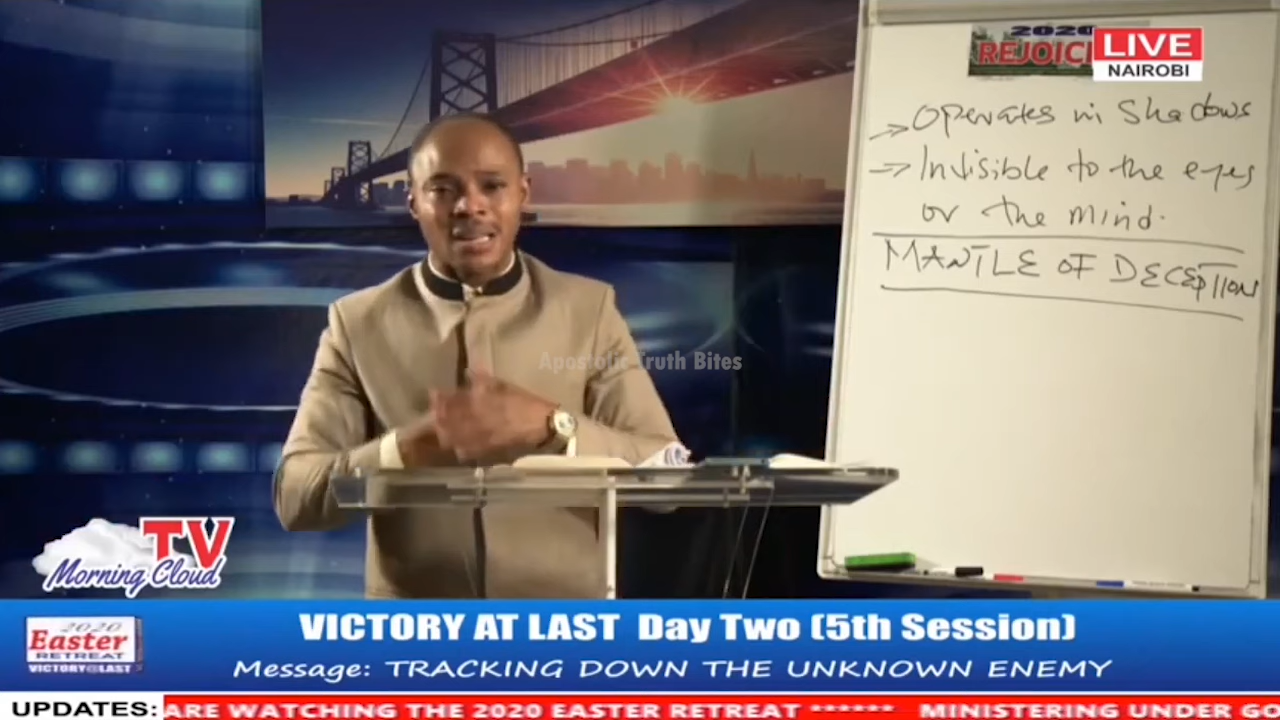 2020
REJOICI
LIVE
NAIROBI
→ Operates in Shadows
→ Invisible to the eyes
or the mind.
MANTLE OF DECEPTION
Apostolic Truth Bites
TV
Morning Cloud
2020
Easter
RETREAT
VICTORY@LAST
VICTORY AT LAST Day Two (5th Session)
Message: TRACKING DOWN THE UNKNOWN ENEMY
UPDATES: ARE WATCHING THE 2020 EASTER RETREAT ****** MINISTERING UNDER GO